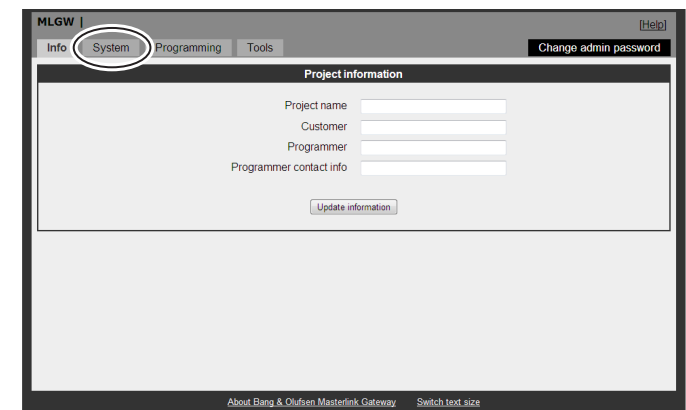 MLGW |
[Help]
Info System Programming Tools Change admin password
Project information
Project name
Customer
Programmer
Programmer contact info
Update information
About Bang & Olufsen Masterlink Gateway Switch text size